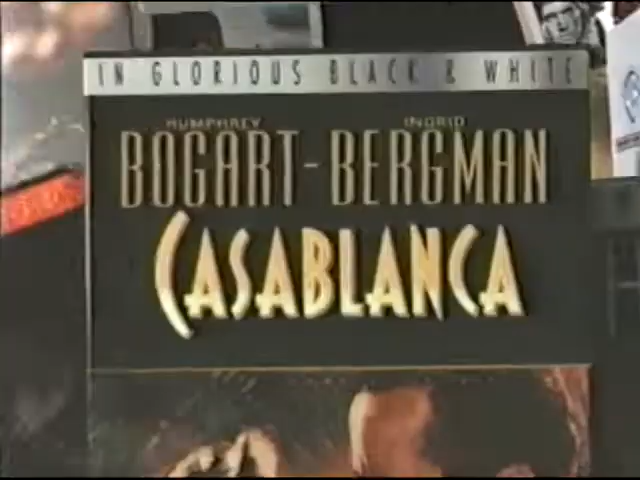 IN GLORIOUS BLACK & WHITE
HUMPHREY INGRID
BOGART-BERGMAN
CASABLANCA